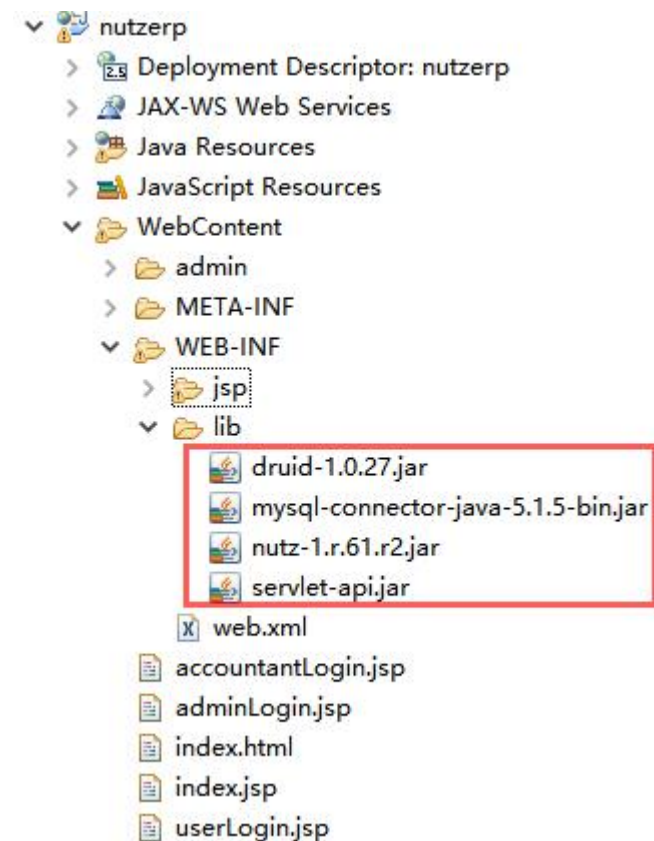 nutzerp
2.5 Deployment Descriptor: nutzerp
JAX-WS Web Services
Java Resources
JavaScript Resources
WebContent
admin
META-INF
WEB-INF
jsp
lib
druid-1.0.27.jar
mysql-connector-java-5.1.5-bin.jar
nutz-1.r.61.r2.jar
servlet-api.jar
X web.xml
accountantLogin.jsp
adminLogin.jsp
index.html
index.jsp
userLogin.jsp